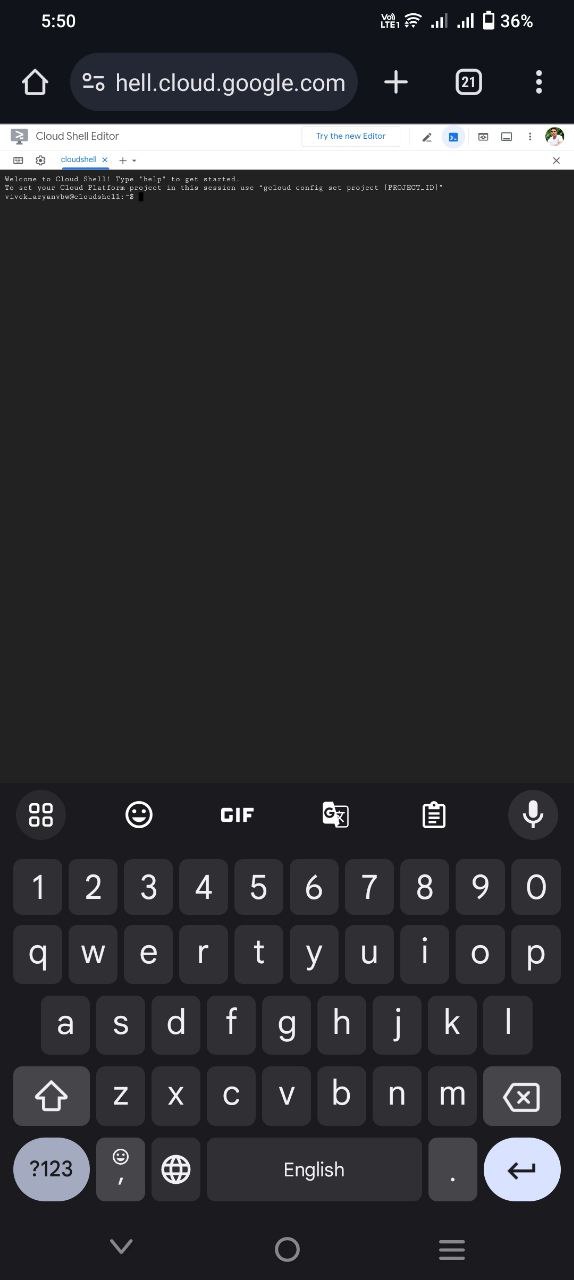 5:50
Vo) LTE1 36%
hell.cloud.google.com 21
Cloud Shell Editor Try the new Editor
cloudshell
Welcome to Cloud Shell! Type "help" to get started.
To set your Cloud Platform project in this session use "gcloud config set project [PROJECT_ID]"
vivek_aryanvbw@cloudshell:~$
GIF G
1 2 3 4 5 6 7 8 9 0
q w e r t y u i o p
a s d f g h j k l
z x c v b n m
?123 , English .